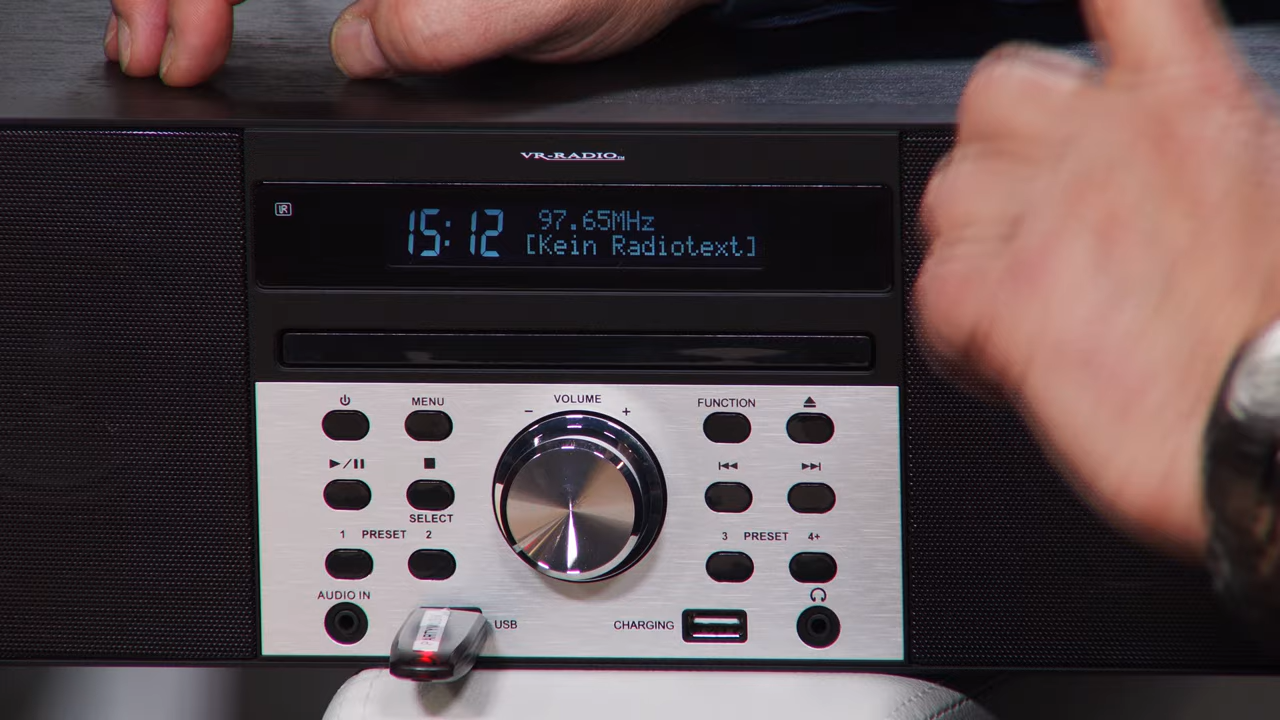 VR-RADIO
15:12
97.65MHz
[Kein Radiotext]
MENU
VOLUME
− +
FUNCTION
SELECT
1 PRESET 2
3 PRESET 4+
AUDIO IN
USB
CHARGING